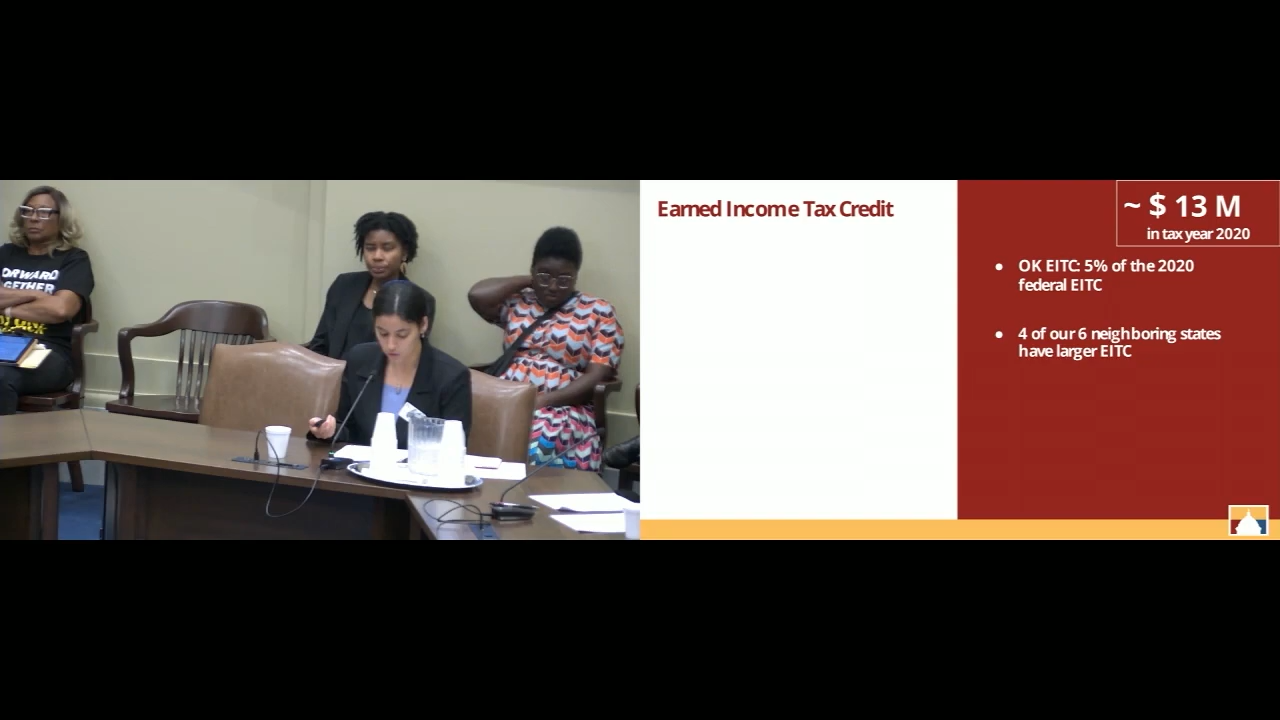 ORWARD
GETHER
Earned Income Tax Credit
~ $ 13 M
in tax year 2020
● OK EITC: 5% of the 2020
federal EITC
● 4 of our 6 neighboring states
have larger EITC